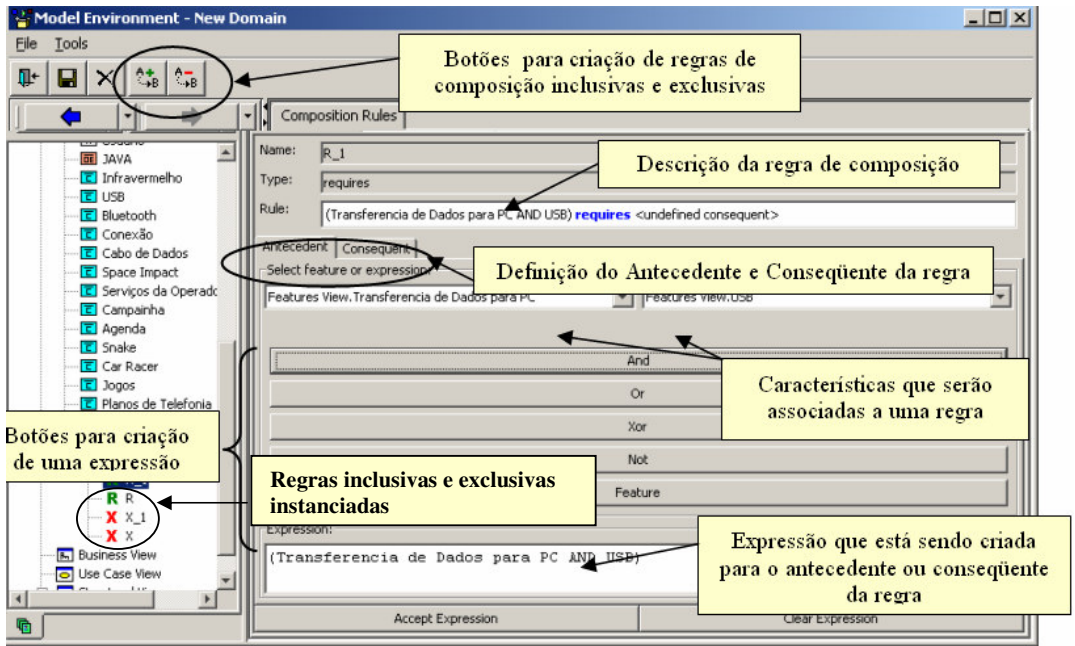 Model Environment - New Domain
File Tools
Botões para criação de regras de
composição inclusivas e exclusivas
A B A B
Composition Rules
JAVA
Infravermelho
USB
Bluetooth
Conexão
Cabo de Dados
Space Impact
Serviços da Operado
Campainha
Agenda
Snake
Car Racer
Jogos
Planos de Telefonia
Botões para criação
de uma expressão
R R
X X_1
X X
Business View
Use Case View
Name: R_1
Type: requires
Rule: (Transferencia de Dados para PC AND USB) requires <undefined consequent>
Descrição da regra de composição
Antecedent Consequent
Select feature or expression:
Definição do Antecedente e Conseqüente da regra
Features View.Transferencia de Dados para PC Features View.USB
And
Or
Xor
Not
Feature
Características que serão
associadas a uma regra
Regras inclusivas e exclusivas
instanciadas
Expression:
(Transferencia de Dados para PC AND USB)
Expressão que está sendo criada
para o antecedente ou conseqüente
da regra
Accept Expression Clear Expression